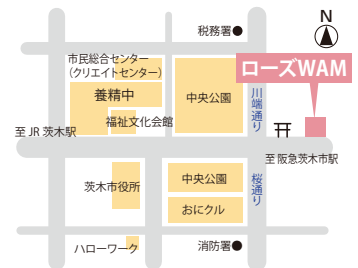 税務署
N
市民総合センター
(クリエイトセンター)
ローズWAM
養精中
中央公園
川端通り
福祉文化会館
至 JR 茨木駅
至 阪急茨木市駅
茨木市役所
中央公園
桜通り
おにクル
ハローワーク
消防署